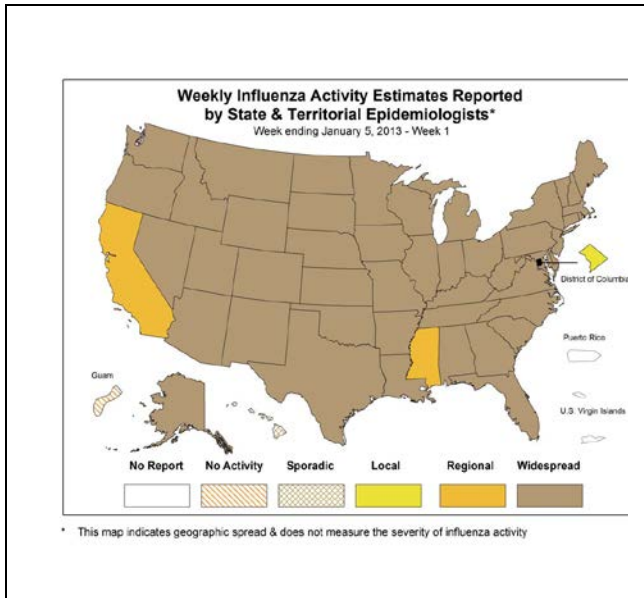 Weekly Influenza Activity Estimates Reported
by State & Territorial Epidemiologists*
Week ending January 5, 2013 - Week 1
District of Columbia
Puerto Rico
Guam
U.S. Virgin Islands
No Report No Activity Sporadic Local Regional Widespread
* This map indicates geographic spread & does not measure the severity of influenza activity